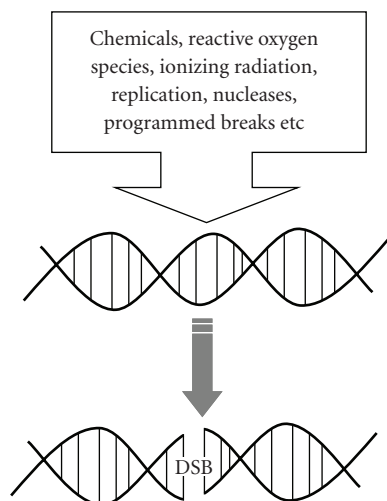 Chemicals, reactive oxygen
species, ionizing radiation,
replication, nucleases,
programmed breaks etc
DSB